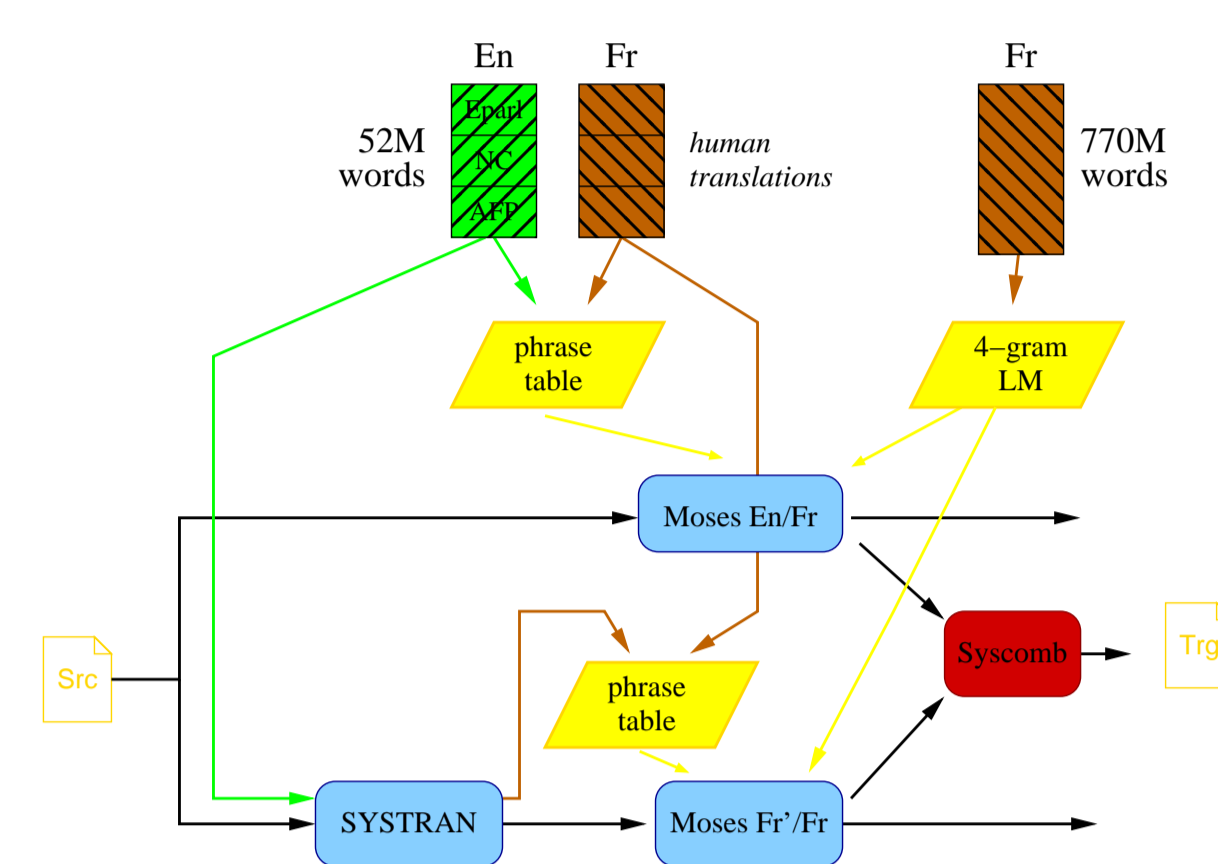 En
Fr
Fr
Eparl
NC
AFP
52M
words
human
translations
770M
words
phrase
table
4−gram
LM
Moses En/Fr
Src
phrase
table
Syscomb
Trg
SYSTRAN
Moses Fr’/Fr